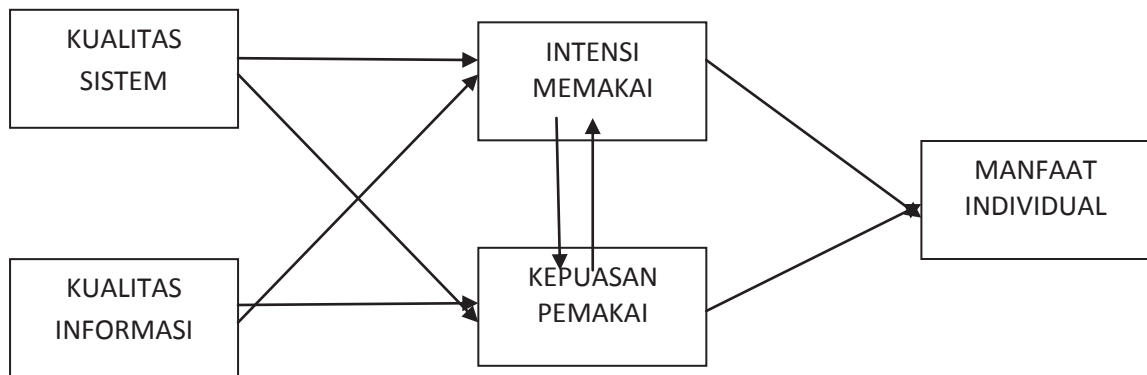 KUALITAS
SISTEM
INTENSI
MEMAKAI
MANFAAT
INDIVIDUAL
KUALITAS
INFORMASI
KEPUASAN
PEMAKAI